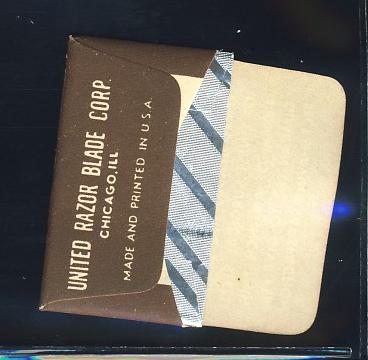 UNITED RAZOR BLADE CORP.
CHICAGO, ILL
MADE AND PRINTED IN U.S.A.